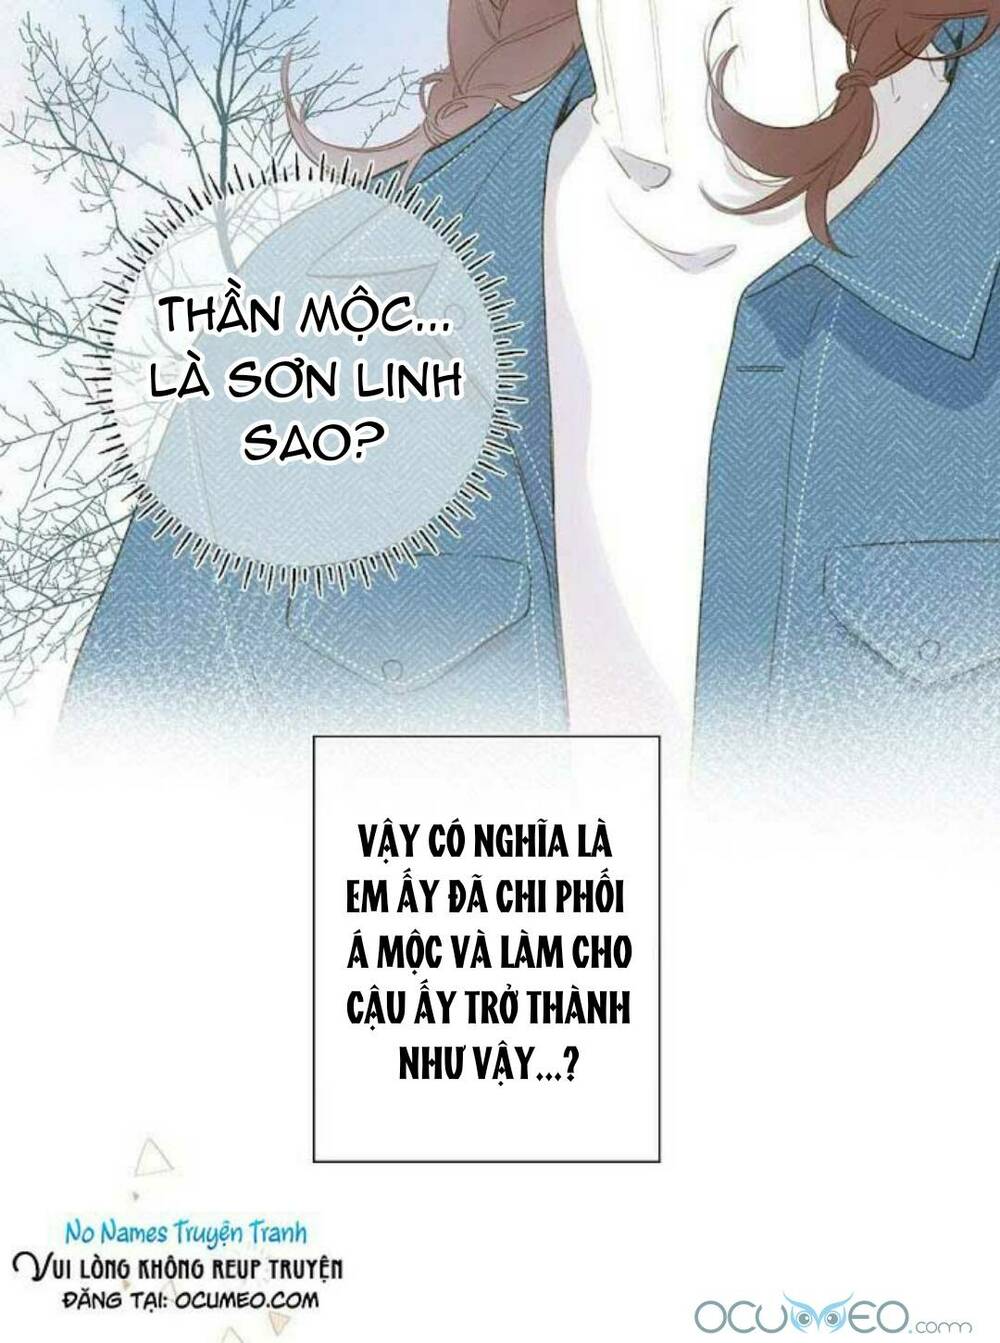 THẦN MỘC...
LÀ SƠN LINH
SAO?
VẬY CÓ NGHĨA LÀ
EM ẤY ĐÃ CHI PHỐI
Á MỘC VÀ LÀM CHO
CẬU ẤY TRỞ THÀNH
NHƯ VẬY...?
No Names Truyện Tranh
VUI LÒNG KHÔNG REUP TRUYỆN
ĐĂNG TẠI: OCUMEO.COM
OCUMEO.comm